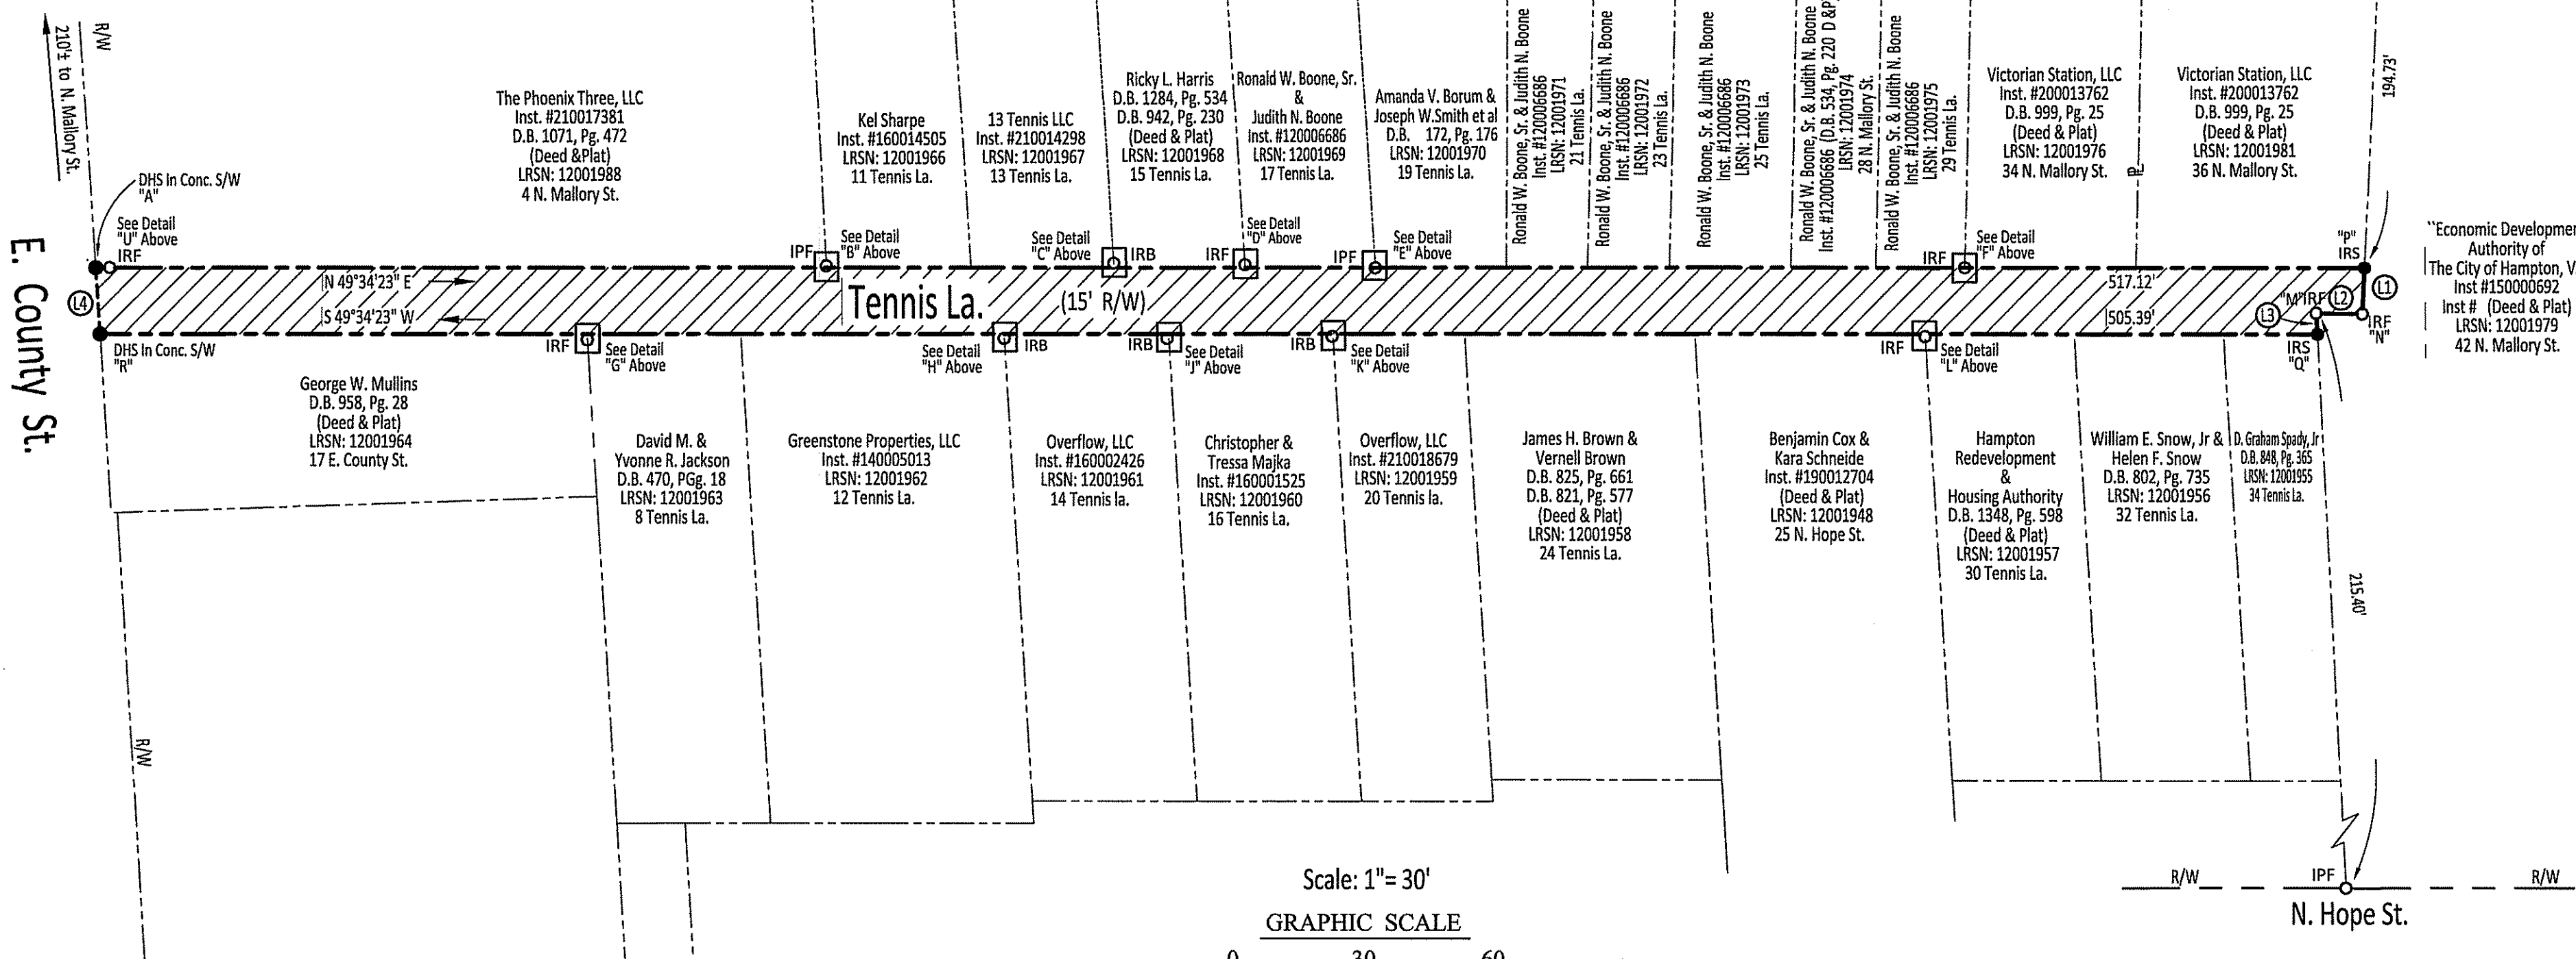 210'± to N. Mallory St.
R/W
DHS In Conc. S/W
"A"
See Detail
"U" Above
IRF
E. County St.
L4
DHS In Conc. S/W
"R"
The Phoenix Three, LLC
Inst. #210017381
D.B. 1071, Pg. 472
(Deed &Plat)
LRSN: 12001988
4 N. Mallory St.
Kel Sharpe
Inst. #160014505
LRSN: 12001966
11 Tennis La.
13 Tennis LLC
Inst. #210014298
LRSN: 12001967
13 Tennis La.
Ricky L. Harris
D.B. 1284, Pg. 534
D.B. 942, Pg. 230
(Deed & Plat)
LRSN: 12001968
15 Tennis La.
Ronald W. Boone, Sr.
&
Judith N. Boone
Inst. #120006686
LRSN: 12001969
17 Tennis La.
Amanda V. Borum &
Joseph W.Smith et al
D.B. 172, Pg. 176
LRSN: 12001970
19 Tennis La.
Ronald W. Boone, Sr. & Judith N. Boone
Inst. #120006686
LRSN: 12001971
21 Tennis La.
Ronald W. Boone, Sr. & Judith N. Boone
Inst. #120006686
LRSN: 12001972
23 Tennis La.
Ronald W. Boone, Sr. & Judith N. Boone
Inst. #120006686
LRSN: 12001973
25 Tennis La.
Ronald W. Boone, Sr. & Judith N. Boone
Inst. #120006686 (D.B. 534, Pg. 220 D &P)
LRSN: 12001974
28 N. Mallory St.
Ronald W. Boone, Sr. & Judith N. Boone
Inst. #120006686
LRSN: 12001975
29 Tennis La.
Victorian Station, LLC
Inst. #200013762
D.B. 999, Pg. 25
(Deed & Plat)
LRSN: 12001976
34 N. Mallory St.
PL
Victorian Station, LLC
Inst. #200013762
D.B. 999, Pg. 25
(Deed & Plat)
LRSN: 12001981
36 N. Mallory St.
194.73'
IPF
See Detail
"B" Above
See Detail
"C" Above
IRB
IRF
See Detail
"D" Above
IPF
See Detail
"E" Above
IRF
See Detail
"F" Above
"P"
IRS
``Economic Developmen
Authority of
The City of Hampton, V
Inst #150000692
Inst # (Deed & Plat)
LRSN: 12001979
42 N. Mallory St.
N 49°34'23" E
S 49°34'23" W
Tennis La.
(15' R/W)
517.12'
505.39'
"M"IRF
L2
L1
L3
IRF
"N"
IRS
"Q"
IRF
See Detail
"G" Above
See Detail
"H" Above
IRB
IRB
See Detail
"J" Above
IRB
See Detail
"K" Above
IRF
See Detail
"L" Above
George W. Mullins
D.B. 958, Pg. 28
(Deed & Plat)
LRSN: 12001964
17 E. County St.
David M. &
Yvonne R. Jackson
D.B. 470, PGg. 18
LRSN: 12001963
8 Tennis La.
Greenstone Properties, LLC
Inst. #140005013
LRSN: 12001962
12 Tennis La.
Overflow, LLC
Inst. #160002426
LRSN: 12001961
14 Tennis la.
Christopher &
Tressa Majka
Inst. #160001525
LRSN: 12001960
16 Tennis La.
Overflow, LLC
Inst. #210018679
LRSN: 12001959
20 Tennis la.
James H. Brown &
Vernell Brown
D.B. 825, Pg. 661
D.B. 821, Pg. 577
(Deed & Plat)
LRSN: 12001958
24 Tennis La.
Benjamin Cox &
Kara Schneide
Inst. #190012704
(Deed & Plat)
LRSN: 12001948
25 N. Hope St.
Hampton
Redevelopment
&
Housing Authority
D.B. 1348, Pg. 598
(Deed & Plat)
LRSN: 12001957
30 Tennis La.
William E. Snow, Jr &
Helen F. Snow
D.B. 802, Pg. 735
LRSN: 12001956
32 Tennis La.
D. Graham Spady, Jr
D.B. 848, Pg. 365
LRSN: 12001955
34 Tennis La.
215.40'
R/W
Scale: 1"= 30'
GRAPHIC SCALE
0 30 60
R/W
IPF
R/W
N. Hope St.